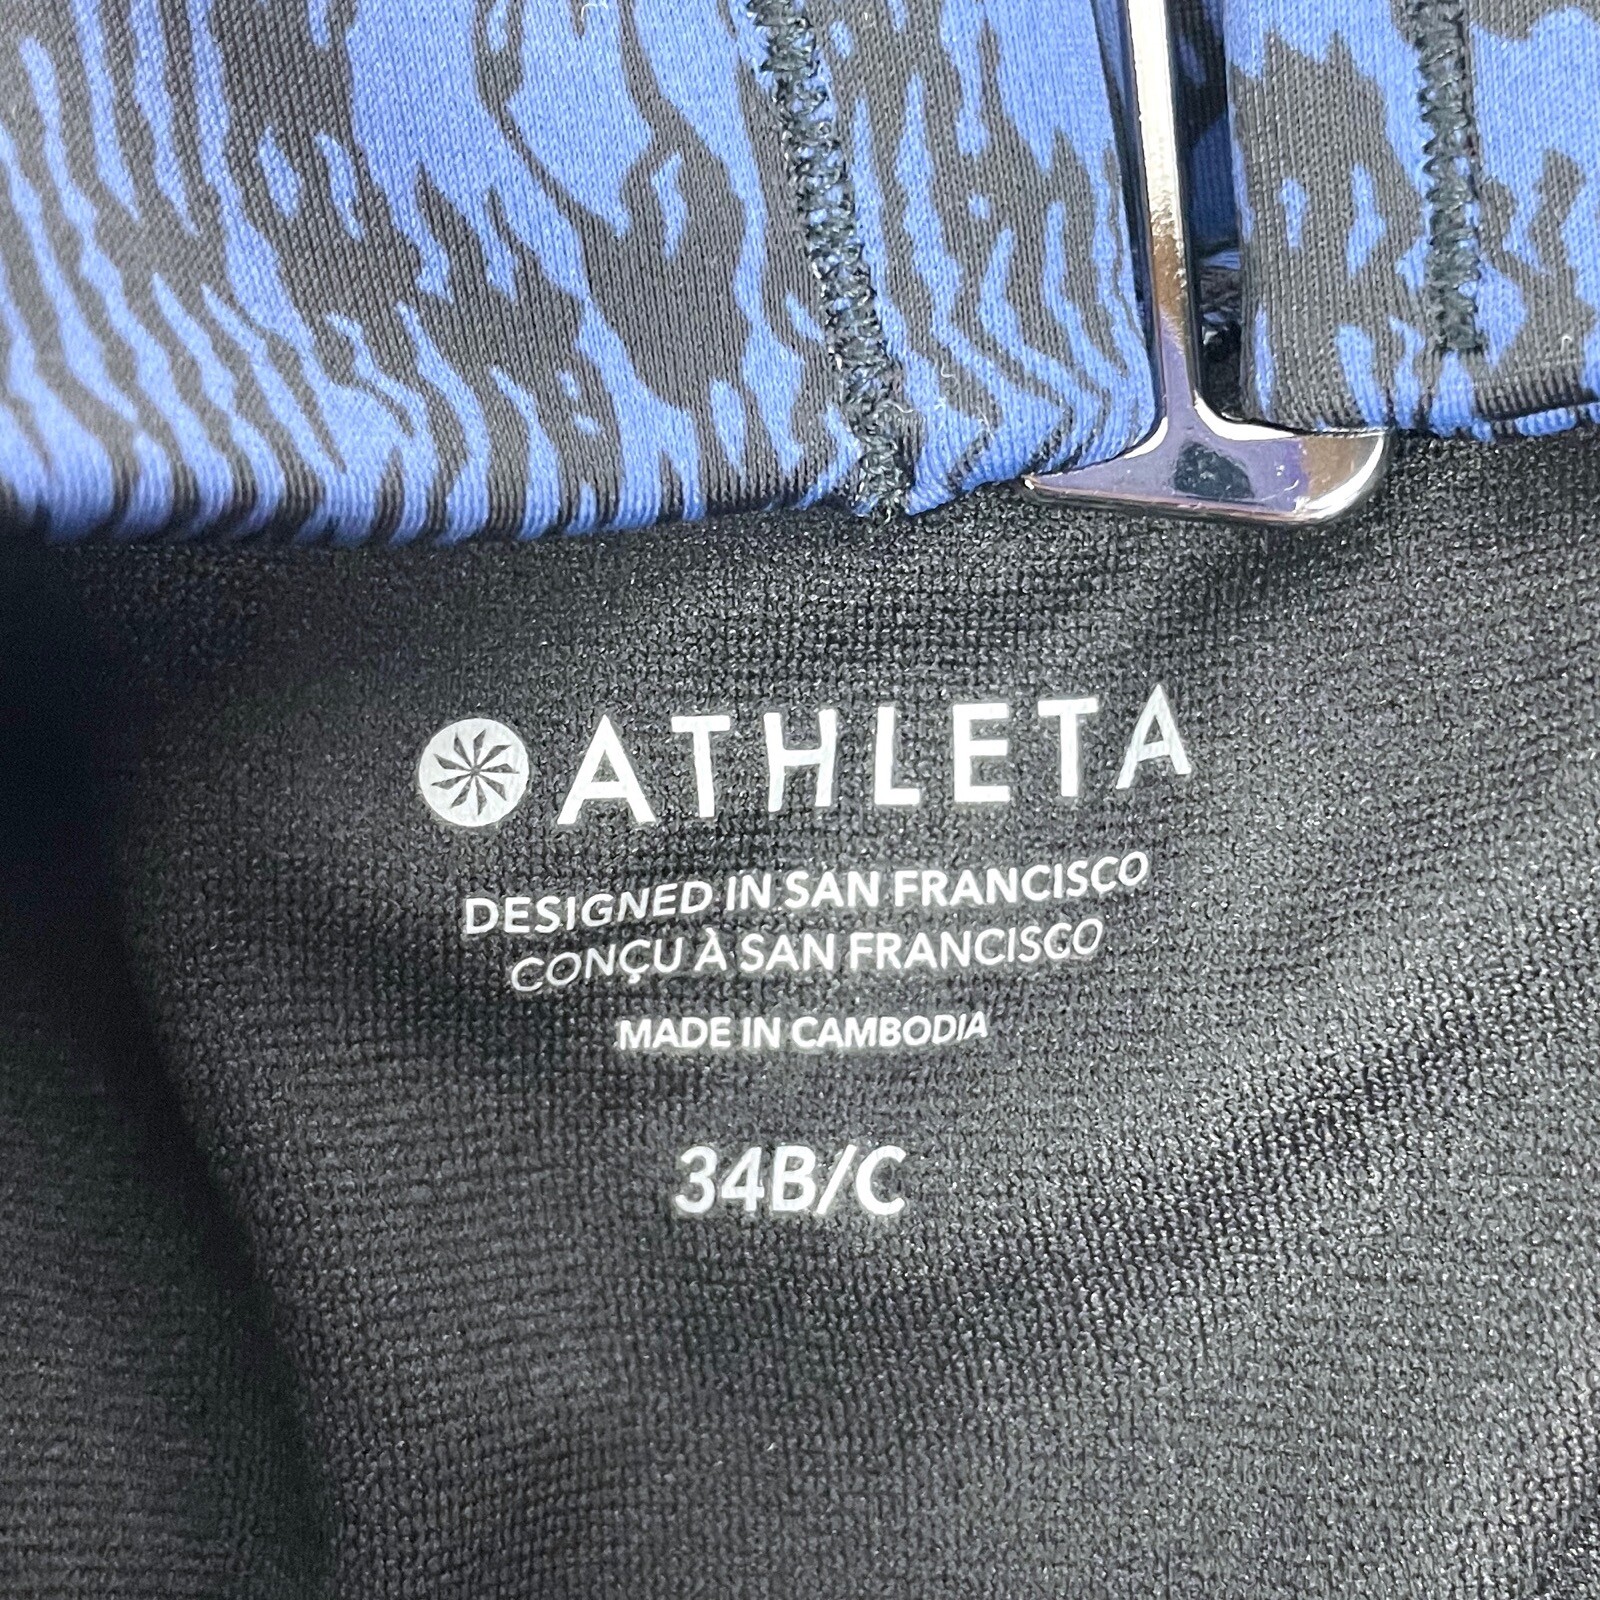 ATHLETA
DESIGNED IN SAN FRANCISCO
CONÇU À SAN FRANCISCO
MADE IN CAMBODIA
34B/C